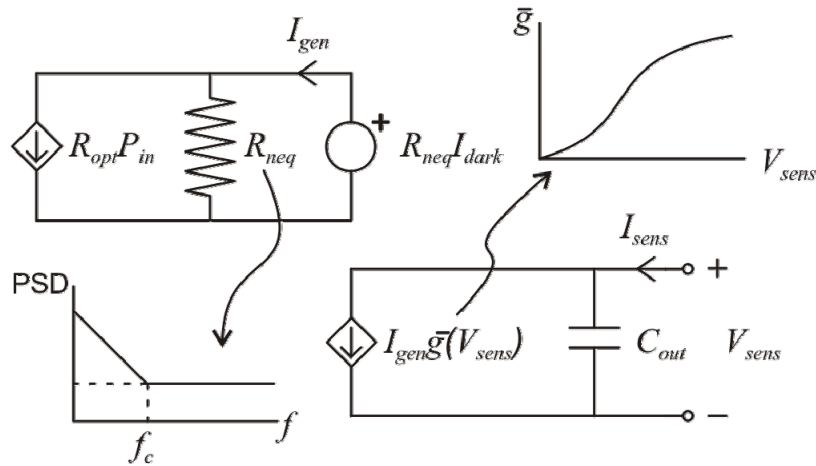 I_gen
R_opt P_in
R_neq
+
R_neq I_dark
ḡ
V_sens
PSD
f_c
f
I_sens
+
I_gen ḡ(V_sens)
C_out
V_sens
−